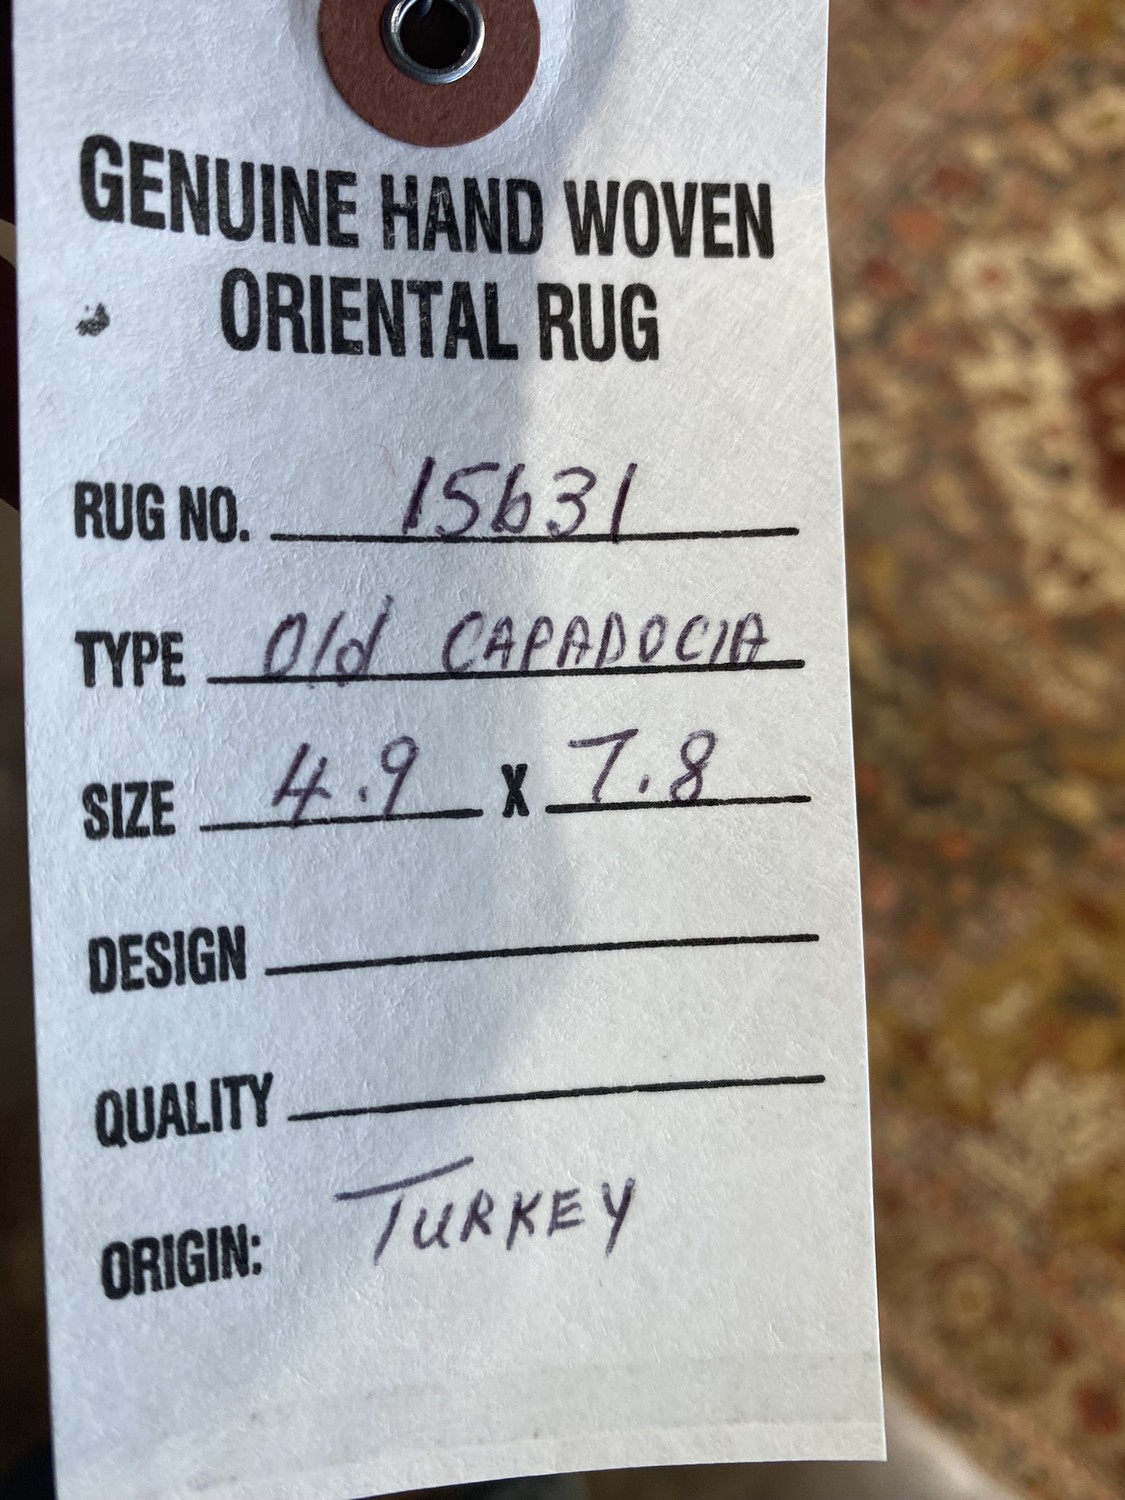 GENUINE HAND WOVEN
ORIENTAL RUG
RUG NO. 15631
TYPE Old CAPADOCIA
SIZE 4.9 X 7.8
DESIGN
QUALITY
ORIGIN: TURKEY